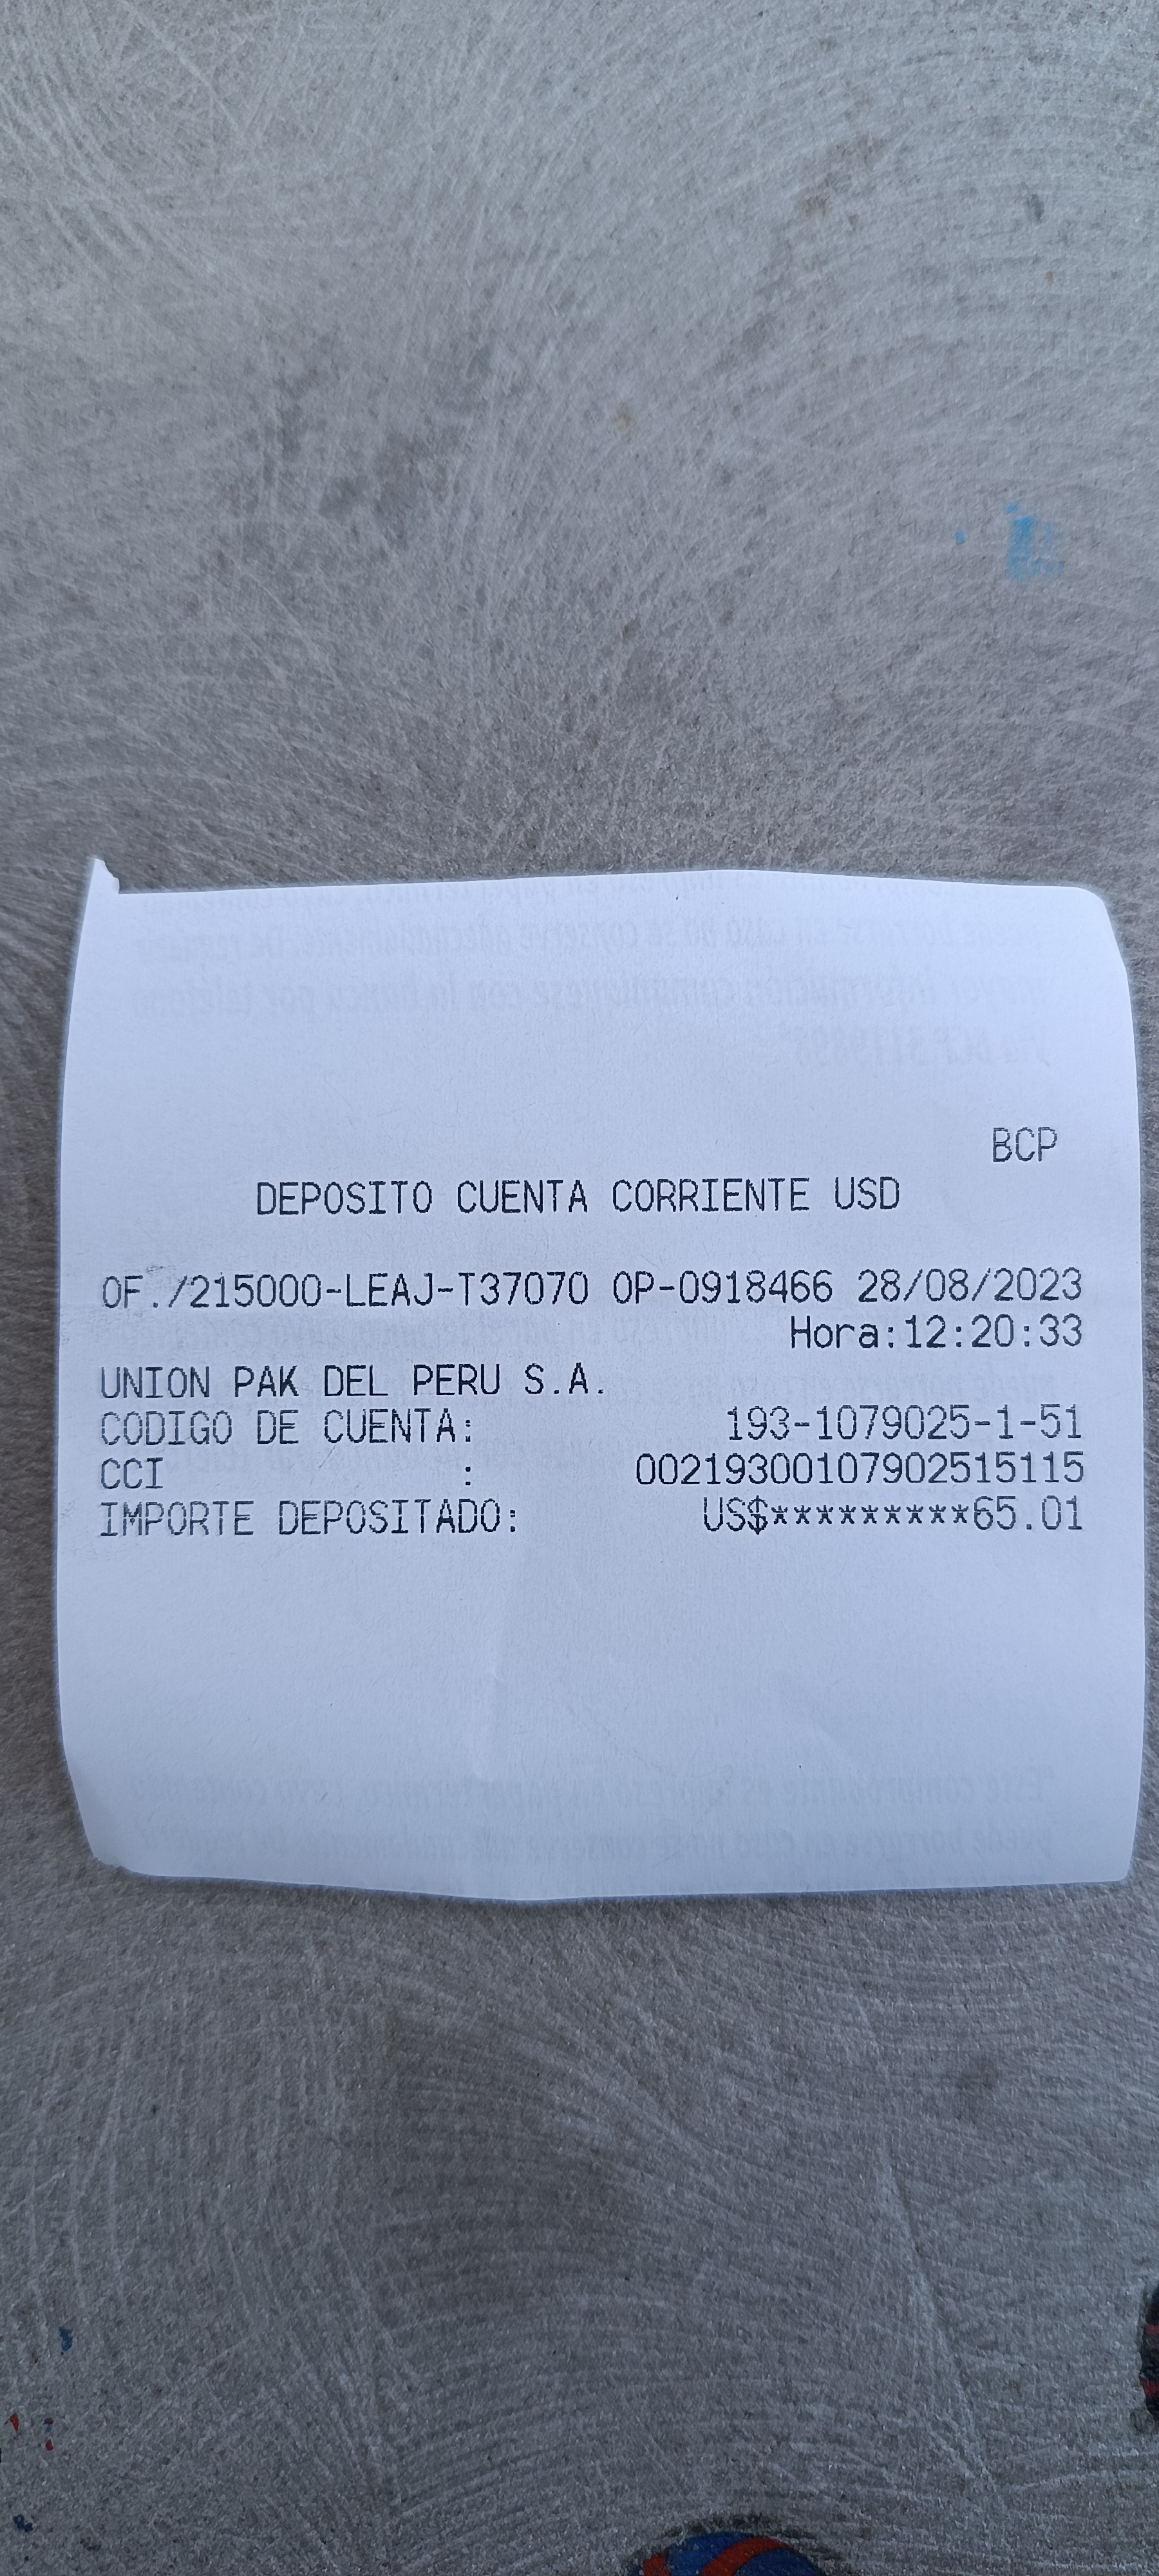 BCP
DEPOSITO CUENTA CORRIENTE USD
OF./215000-LEAJ-T37070 OP-0918466 28/08/2023
Hora:12:20:33
UNION PAK DEL PERU S.A.
CODIGO DE CUENTA: 193-1079025-1-51
CCI : 00219300107902515115
IMPORTE DEPOSITADO: US$*********65.01